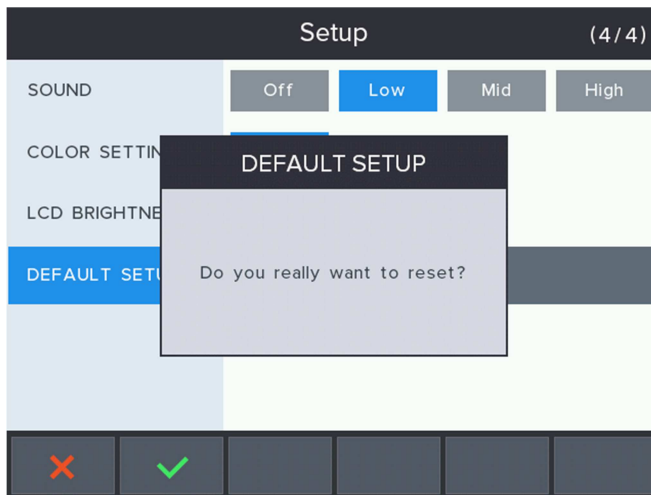 Setup
(4/4)
SOUND
Off
Low
Mid
High
COLOR SETTIN
LCD BRIGHTNE
DEFAULT SETU
DEFAULT SETUP
Do you really want to reset?